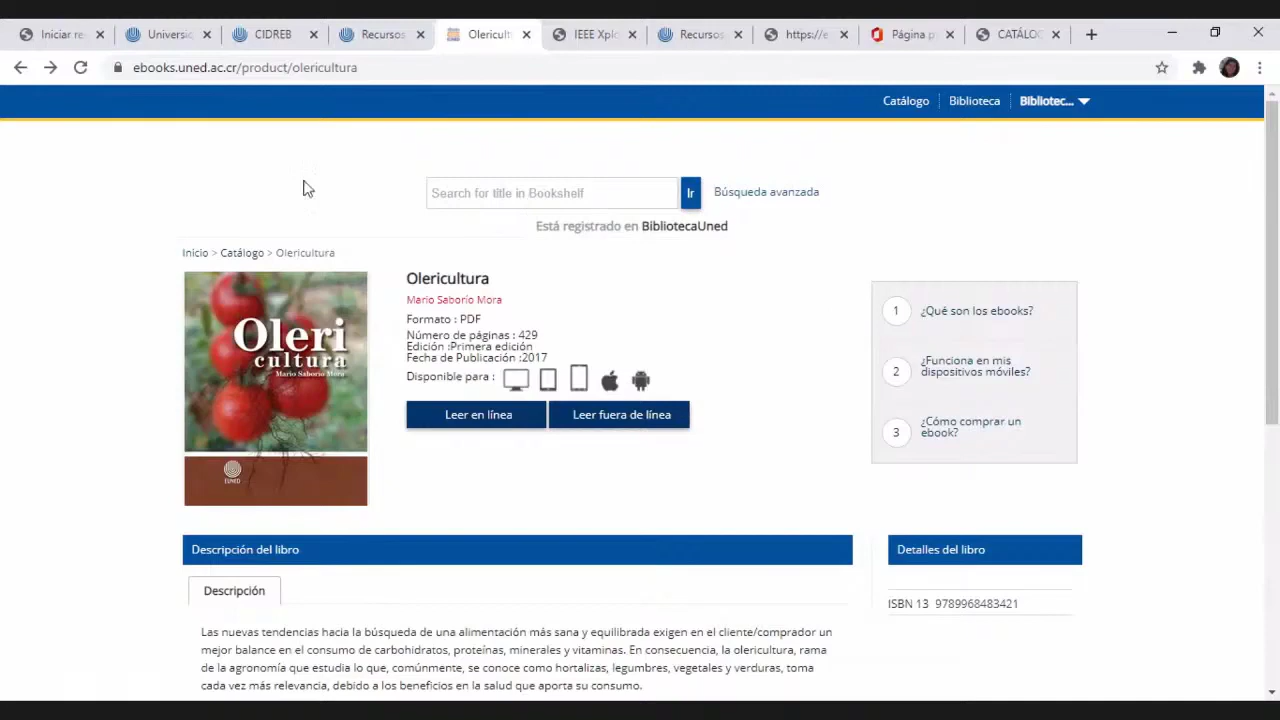 Iniciar re
Universi
CIDREB
Recursos
Olericult
IEEE Xplo
Recursos
https://e
Página p
CATÁLOG
ebooks.uned.ac.cr/product/olericultura
Catálogo
Biblioteca
Bibliotec...
Search for title in Bookshelf
Ir
Búsqueda avanzada
Está registrado en BibliotecaUned
Inicio > Catálogo > Olericultura
Oleri
cultura
Mario Saborío Mora
EUNED
Olericultura
Mario Saborío Mora
Formato : PDF
Número de páginas : 429
Edición :Primera edición
Fecha de Publicación :2017
Disponible para :
Leer en línea
Leer fuera de línea
1 ¿Qué son los ebooks?
2 ¿Funciona en mis
dispositivos móviles?
3 ¿Cómo comprar un
ebook?
Descripción del libro
Descripción
Las nuevas tendencias hacia la búsqueda de una alimentación más sana y equilibrada exigen en el cliente/comprador un
mejor balance en el consumo de carbohidratos, proteínas, minerales y vitaminas. En consecuencia, la olericultura, rama
de la agronomía que estudia lo que, comúnmente, se conoce como hortalizas, legumbres, vegetales y verduras, toma
cada vez más relevancia, debido a los beneficios en la salud que aporta su consumo.
Detalles del libro
ISBN 13 9789968483421